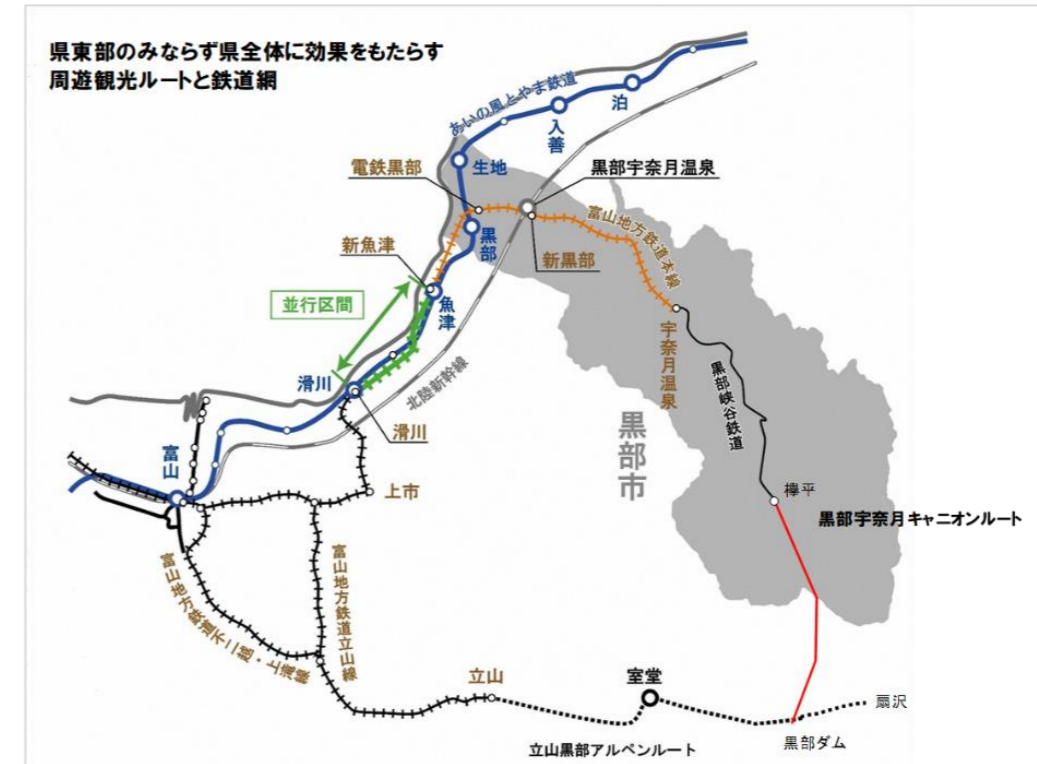 県東部のみならず県全体に効果をもたらす
周遊観光ルートと鉄道網
あいの風とやま鉄道
泊
入善
生地
電鉄黒部
黒部宇奈月温泉
黒部
新黒部
富山地方鉄道本線
新魚津
並行区間
魚津
宇奈月温泉
北陸新幹線
滑川
滑川
黒部峡谷鉄道
黒部市
富山
上市
欅平
黒部宇奈月キャニオンルート
富山地方鉄道不二越・上滝線
富山地方鉄道立山線
立山
室堂
扇沢
立山黒部アルペンルート
黒部ダム